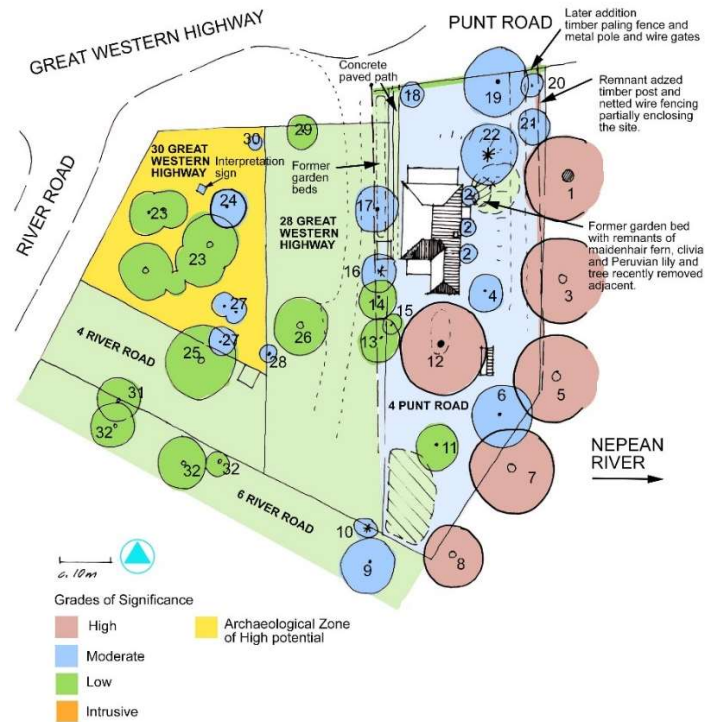 GREAT WESTERN HIGHWAY
PUNT ROAD
Later addition
timber paling fence and
metal pole and wire gates
Concrete
paved path
18
19
20
Remnant adzed
timber post and
netted wire fencing
partially enclosing
the site.
21
22
29
30
30 GREAT
WESTERN
HIGHWAY
Interpretation
sign
Former
garden
beds
1
RIVER ROAD
24
23
28 GREAT
WESTERN
HIGHWAY
17
2
2
2
Former garden bed
with remnants of
maidenhair fern, clivia
and Peruvian lily and
tree recently removed
adjacent.
23
16
14
4
3
27
15
26
13
12
27
28
4 RIVER ROAD
25
5
31
4 PUNT ROAD
6
32
11
NEPEAN
RIVER
32
32
7
6 RIVER ROAD
10
9
8
c. 10m
Grades of Significance
High
Archaeological Zone
of High potential
Moderate
Low
Intrusive